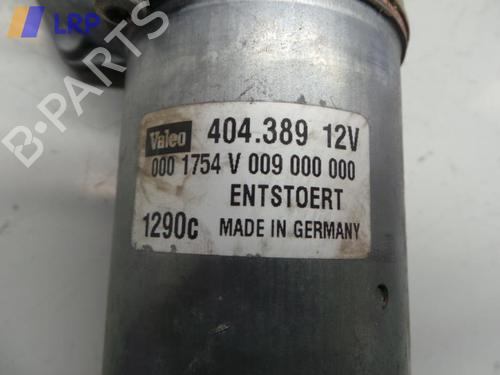 LRP
B-PARTS
Valeo 404.389 12V
000 1754 V 009 000 000
ENTSTOERT
1290c MADE IN GERMANY